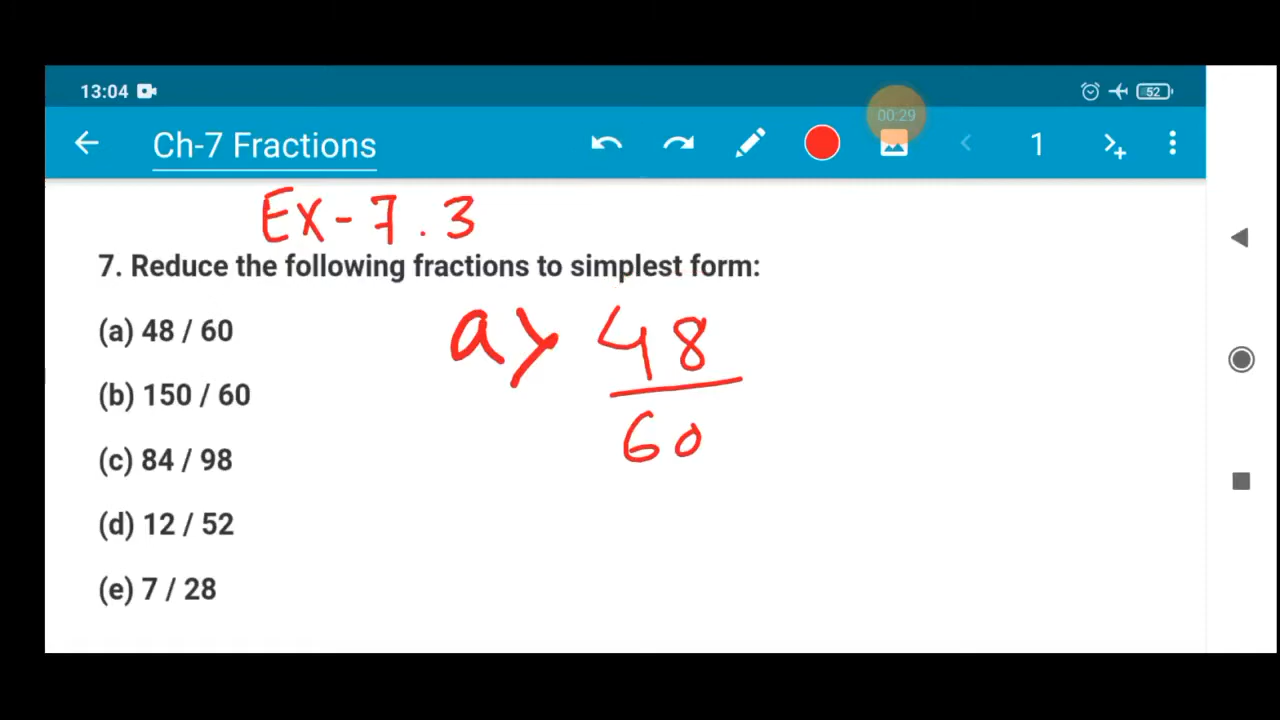 13:04 52
00:29
Ch-7 Fractions 1
Ex-7.3
7. Reduce the following fractions to simplest form:
(a) 48 / 60
a> 48
60
(b) 150 / 60
(c) 84 / 98
(d) 12 / 52
(e) 7 / 28